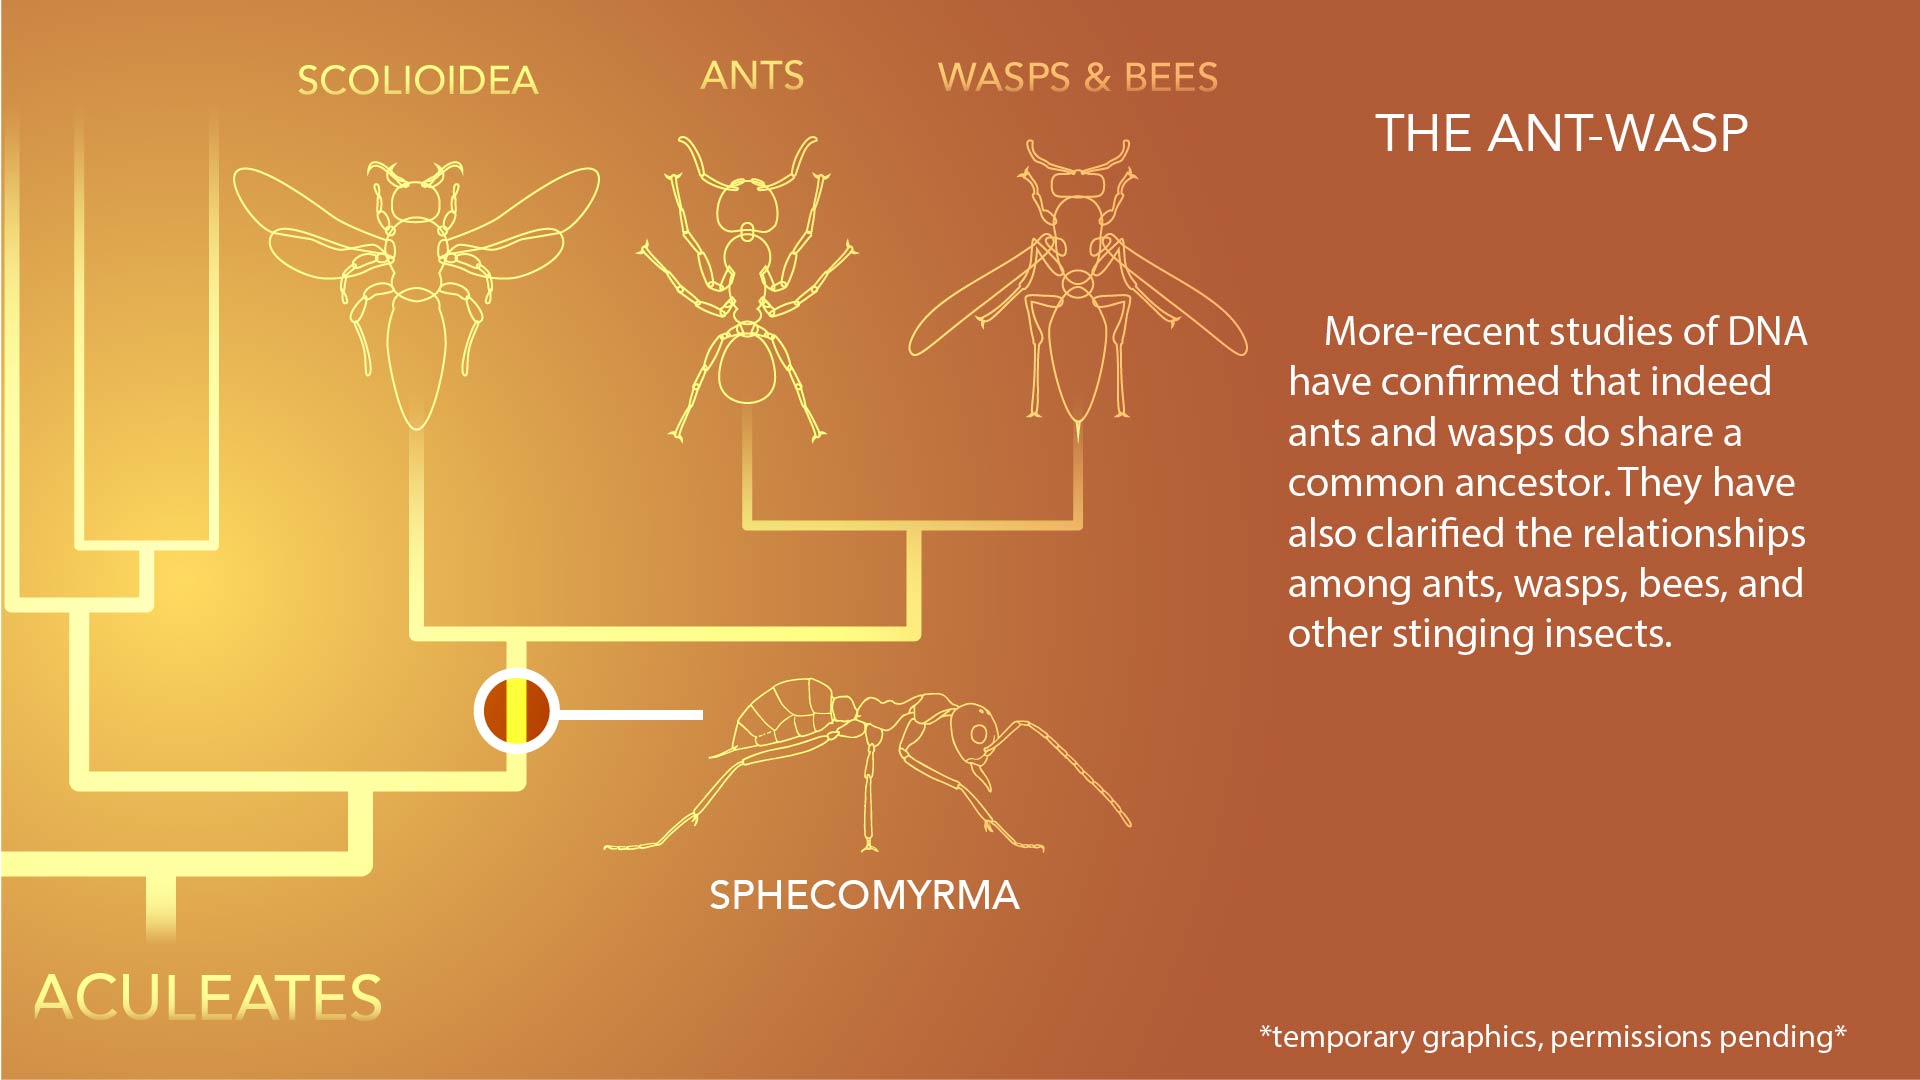 SCOLIOIDEA
ANTS
WASPS & BEES
THE ANT-WASP
More-recent studies of DNA
have confirmed that indeed
ants and wasps do share a
common ancestor. They have
also clarified the relationships
among ants, wasps, bees, and
other stinging insects.
SPHECOMYRMA
ACULEATES
*temporary graphics, permissions pending*